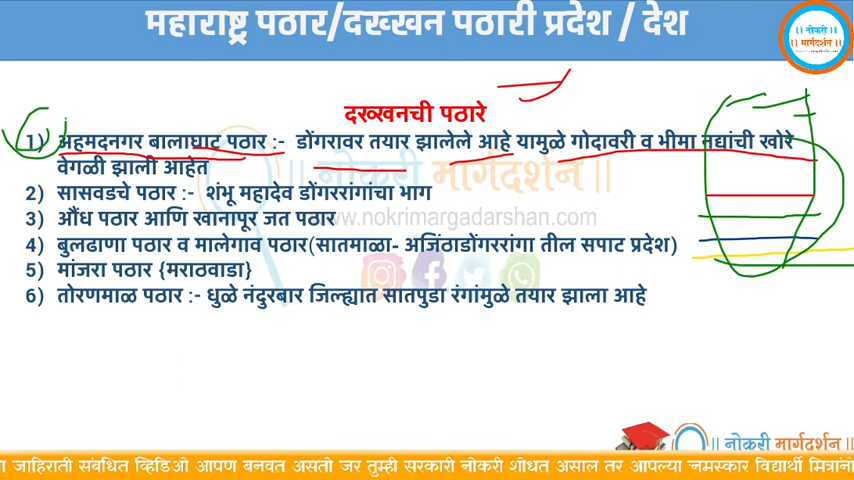 महाराष्ट्र पठार/दख्खन पठारी प्रदेश / देश
|| नोकरी ||
मार्गदर्शन
दख्खनची पठारे
1) अहमदनगर बालाघाट पठार :- डोंगरावर तयार झालेले आहे यामुळे गोदावरी व भीमा नद्यांची खोरे
वेगळी झाली आहेत
2) सासवडचे पठार :- शंभू महादेव डोंगररांगांचा भाग
3) औंध पठार आणि खानापूर जत पठार
4) बुलढाणा पठार व मालेगाव पठार(सातमाळा- अजिंठाडोंगररांगा तील सपाट प्रदेश)
5) मांजरा पठार {मराठवाडा}
6) तोरणमाळ पठार :- धुळे नंदुरबार जिल्ह्यात सातपुडा रंगांमुळे तयार झाला आहे
|| नोकरी मार्गदर्शन ||
www.nokrimargadarshan.com
|| नोकरी मार्गदर्शन ||
ा जाहिराती संबंधित व्हिडिओ आपण बनवत असतो जर तुम्ही सरकारी नोकरी शोधत असाल तर आपल्या नमस्कार विद्यार्थी मित्रांनो